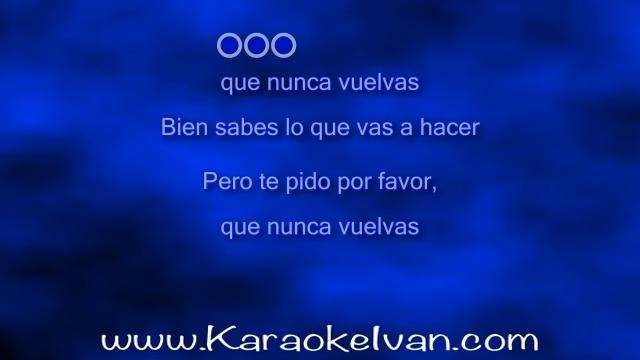 que nunca vuelvas
Bien sabes lo que vas a hacer
Pero te pido por favor,
que nunca vuelvas
www.KaraokeIvan.com